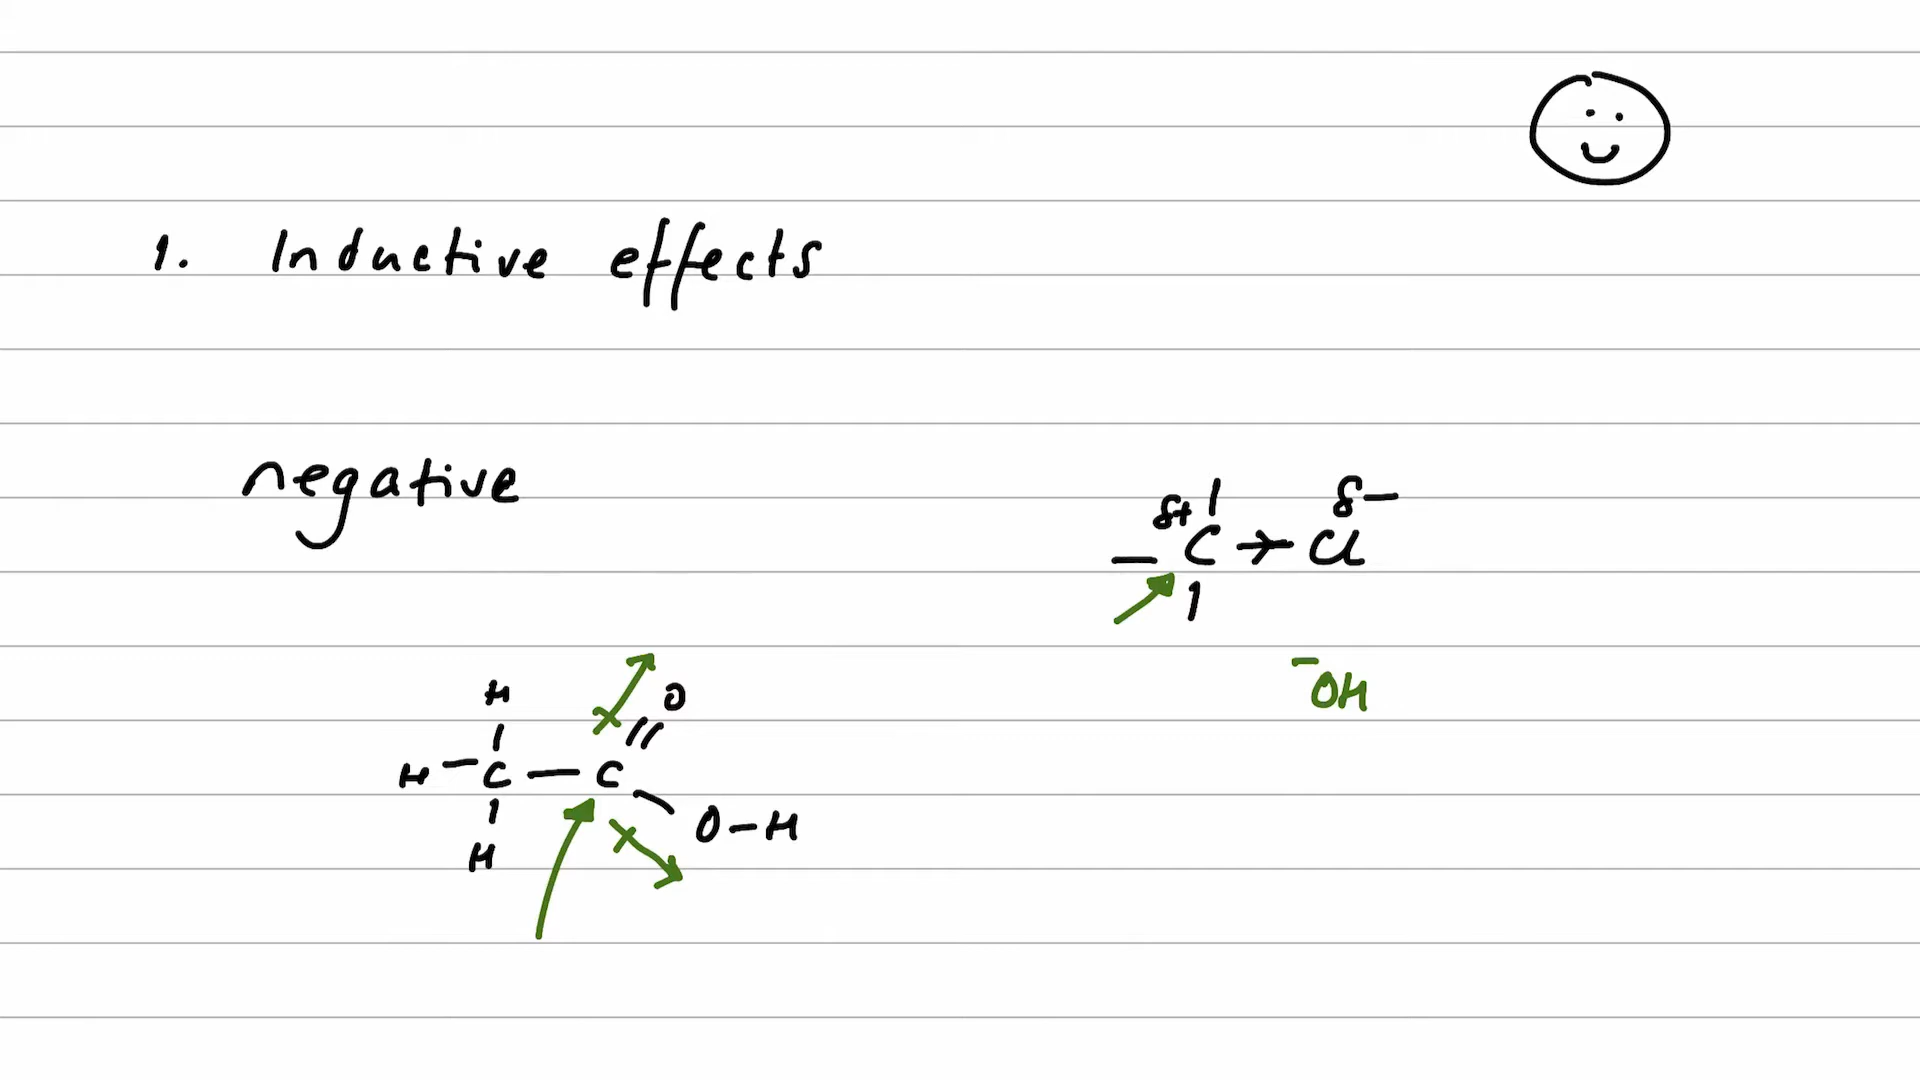 1. Inductive effects
negative
δ+ δ-
C Cl
-OH
H O
H-C-C
O-H
H